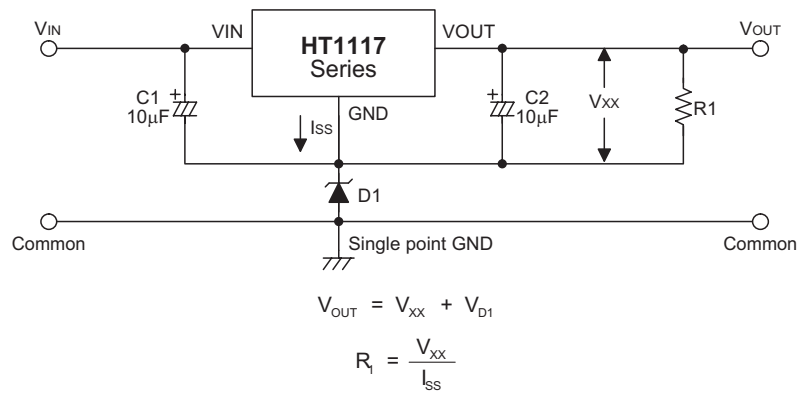 VIN VIN HT1117 VOUT VOUT
Series
C1 C2
10μF GND 10μF VXX R1
ISS
D1
Common Single point GND Common
VOUT = VXX + VD1
R1 = VXX / ISS